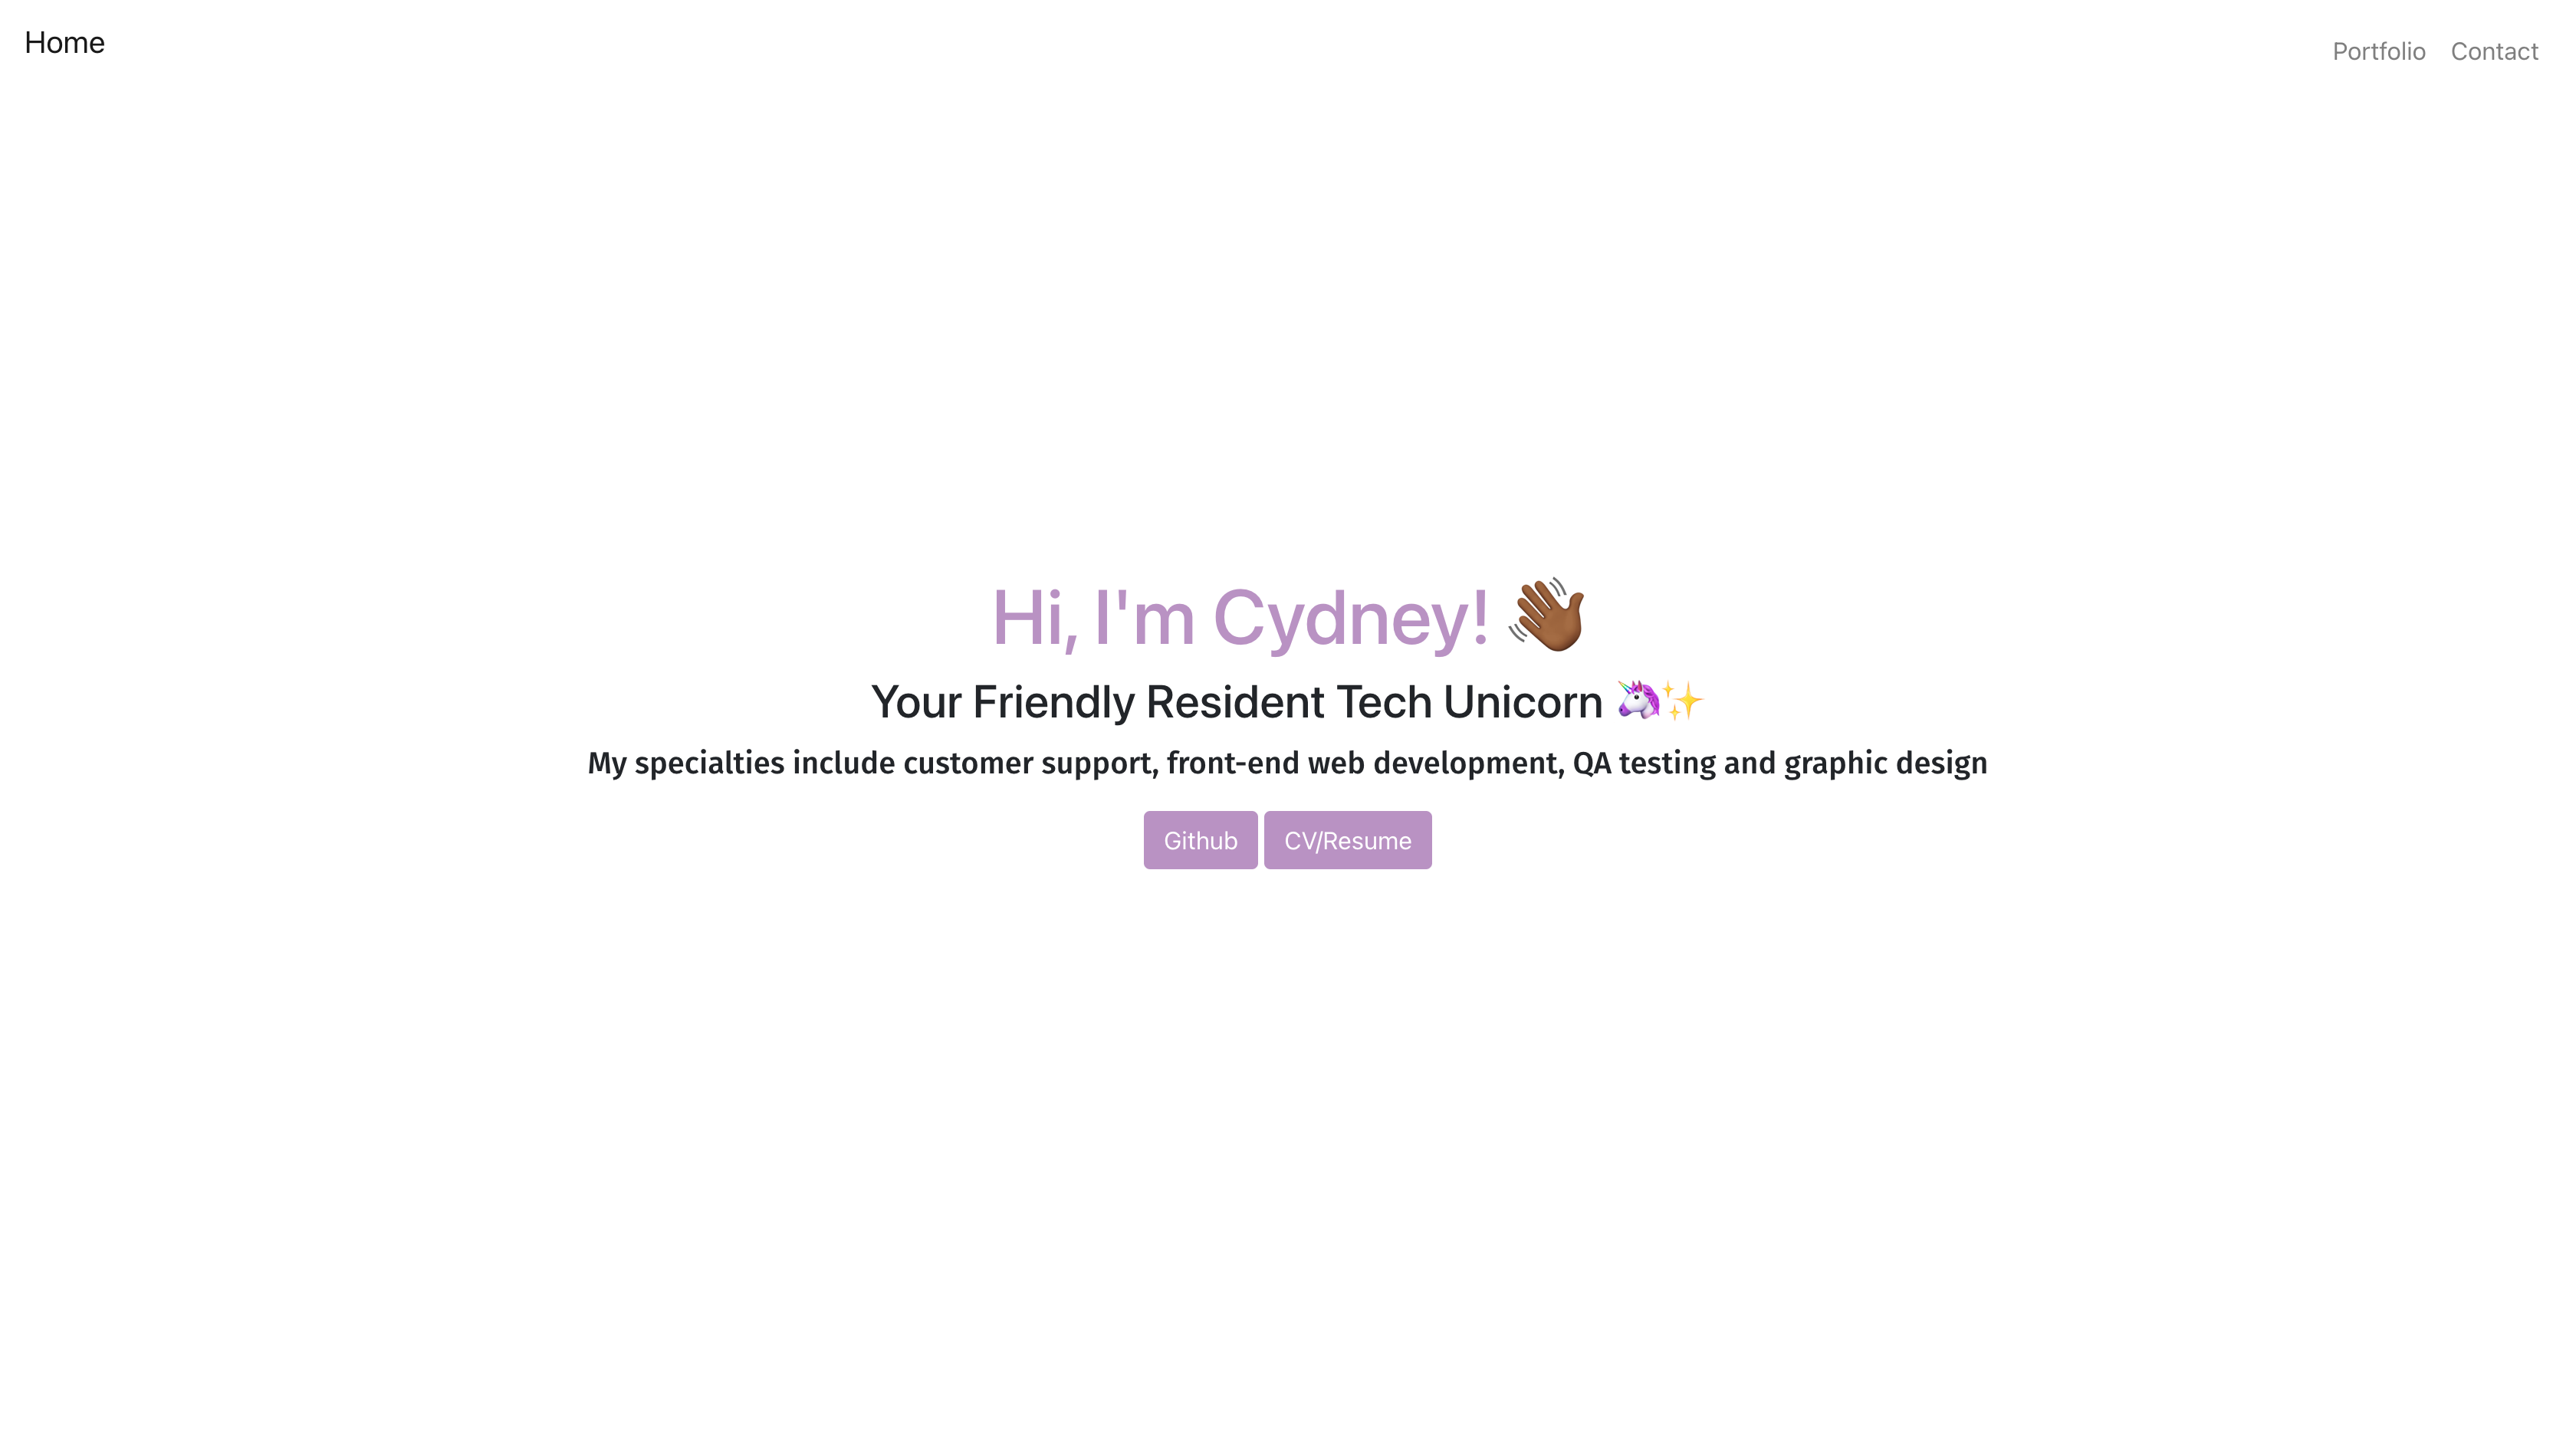 Home
Portfolio
Contact
Hi, I'm Cydney! 👋🏾
Your Friendly Resident Tech Unicorn 🦄✨
My specialties include customer support, front-end web development, QA testing and graphic design
Github
CV/Resume